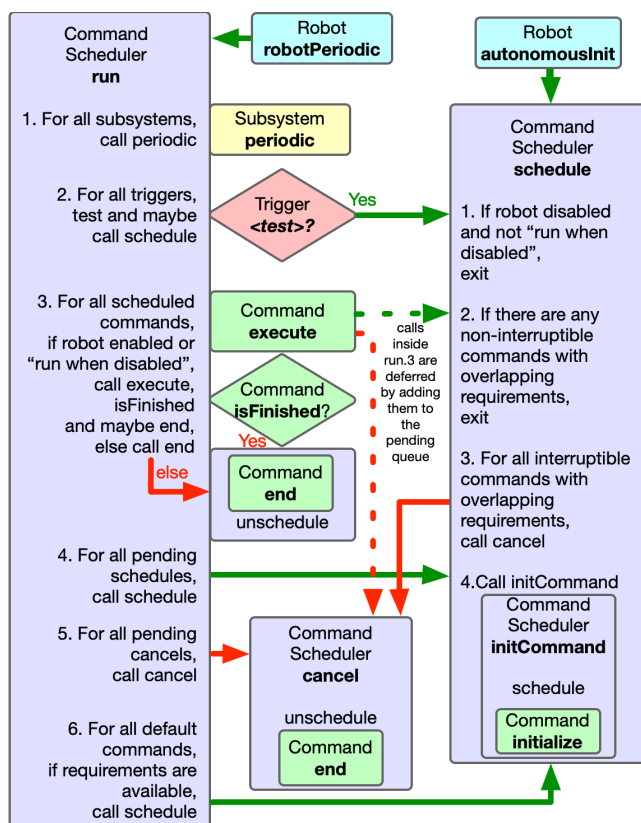 Command
Scheduler
run
Robot
robotPeriodic
Robot
autonomousInit
1. For all subsystems,
call periodic
Subsystem
periodic
2. For all triggers,
test and maybe
call schedule
Trigger
<test>?
Yes
3. For all scheduled
commands,
if robot enabled or
“run when disabled”,
call execute,
isFinished
and maybe end,
else call end
else
Command
execute
Command
isFinished?
Yes
Command
end
unschedule
calls
inside
run.3 are
deferred
by adding
them to
the
pending
queue
4. For all pending
schedules,
call schedule
5. For all pending
cancels,
call cancel
Command
Scheduler
cancel
unschedule
Command
end
6. For all default
commands,
if requirements are
available,
call schedule
Command
Scheduler
schedule
1. If robot disabled
and not “run when
disabled”,
exit
2. If there are any
non-interruptible
commands with
overlapping
requirements,
exit
3. For all interruptible
commands with
overlapping
requirements,
call cancel
4.Call initCommand
Command
Scheduler
initCommand
schedule
Command
initialize